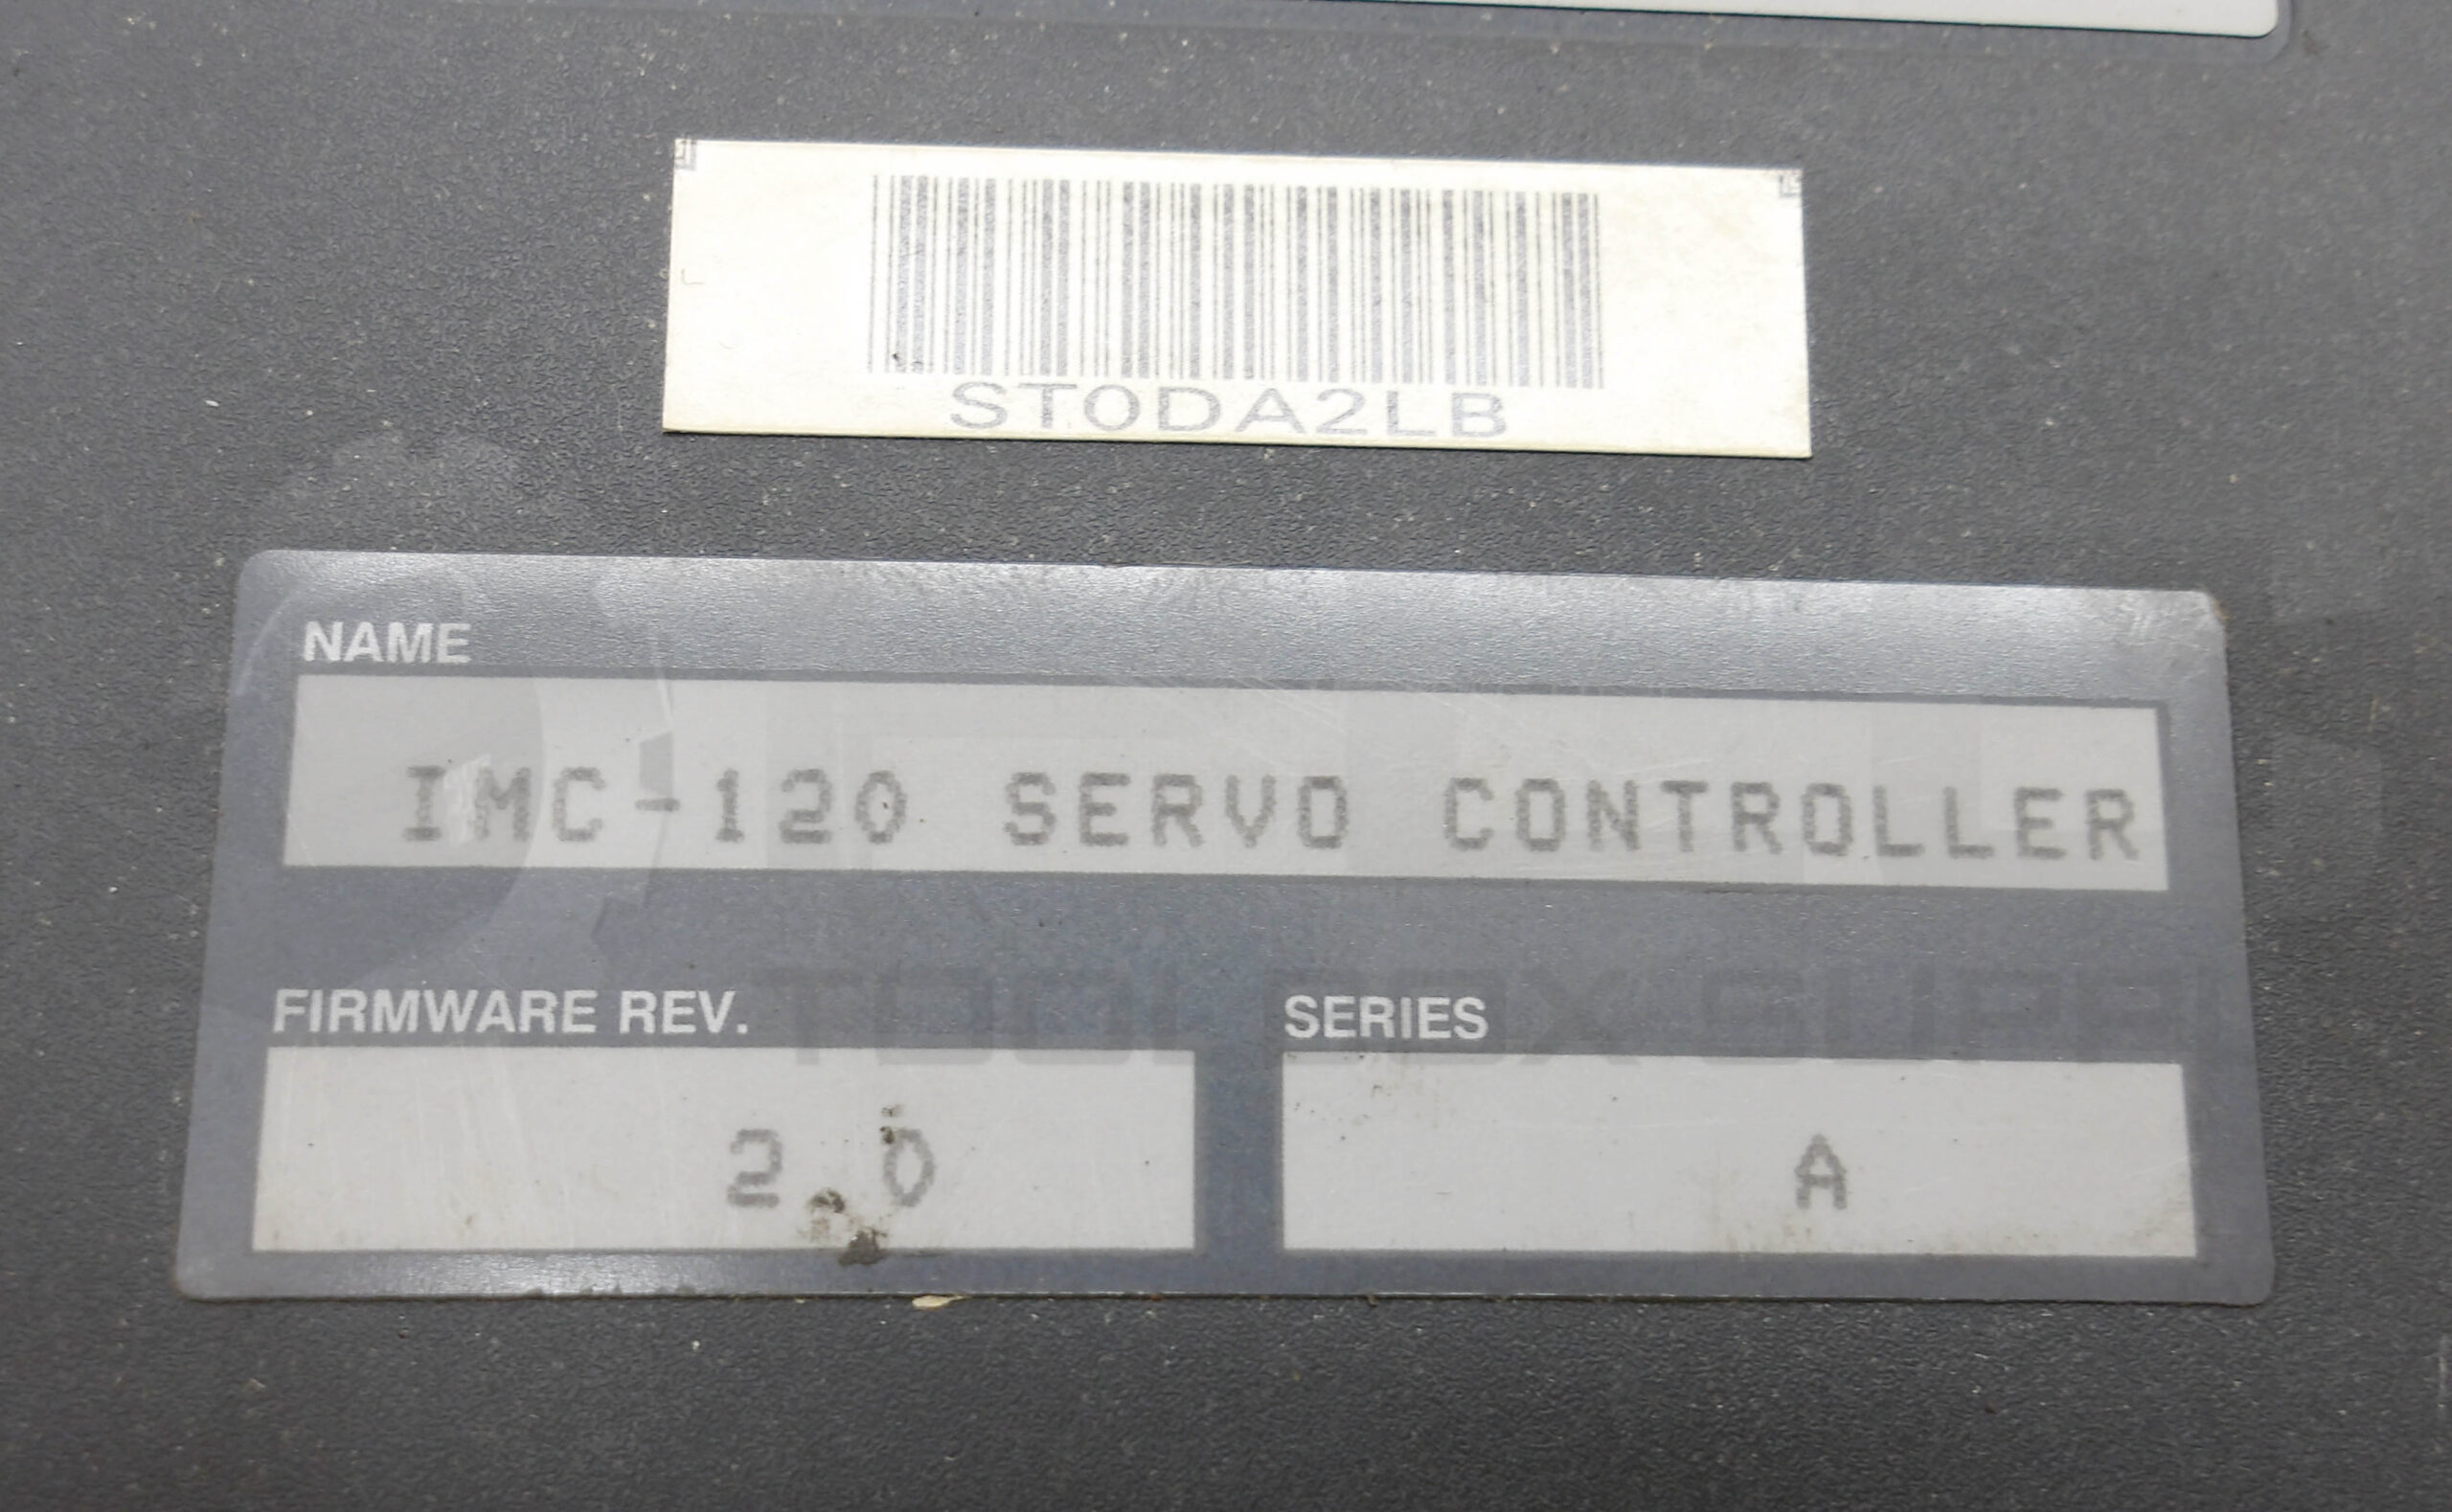 ST0DA2LB
NAME
IMC-120 SERVO CONTROLLER
FIRMWARE REV.
SERIES
2.0
A